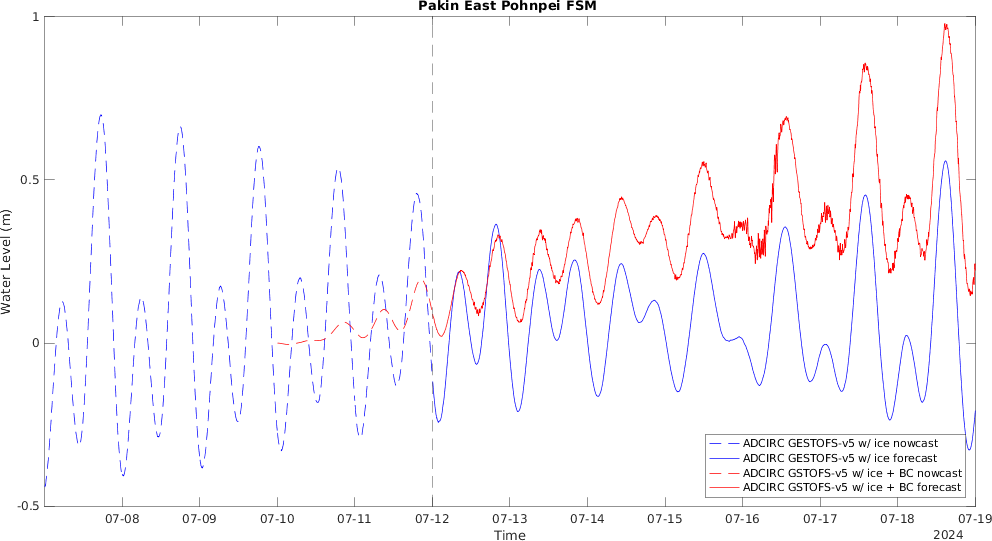 Pakin East Pohnpei FSM
Water Level (m)
1
0.5
0
-0.5
07-08 07-09 07-10 07-11 07-12 07-13 07-14 07-15 07-16 07-17 07-18 07-19
Time
2024
ADCIRC GESTOFS-v5 w/ ice nowcast
ADCIRC GESTOFS-v5 w/ ice forecast
ADCIRC GSTOFS-v5 w/ ice + BC nowcast
ADCIRC GSTOFS-v5 w/ ice + BC forecast